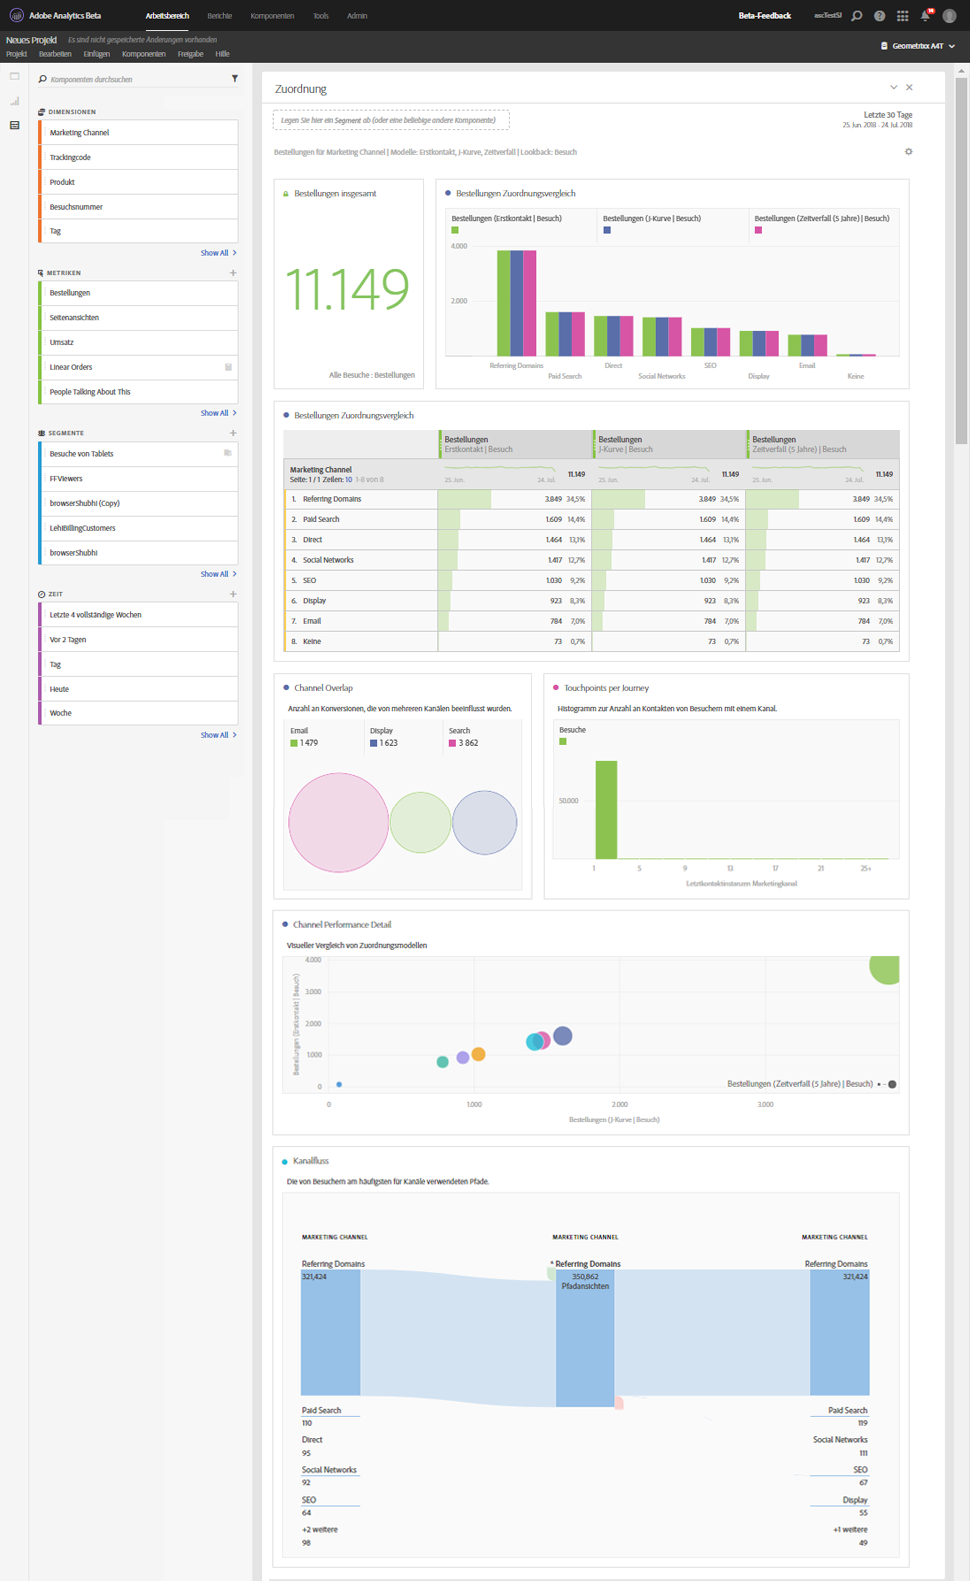 Adobe Analytics Beta
Arbeitsbereich
Berichte
Komponenten
Tools
Admin
Beta-Feedback
ascTestSI
Neues Projekt
Es sind nicht gespeicherte Änderungen vorhanden
Projekt Bearbeiten Einfügen Komponenten Freigabe Hilfe
Geometrixx A4T
Komponenten durchsuchen
DIMENSIONEN
Marketing Channel
Trackingcode
Produkt
Besuchsnummer
Tag
Show All
METRIKEN
Bestellungen
Seitenansichten
Umsatz
Linear Orders
People Talking About This
Show All
SEGMENTE
Besuche von Tablets
FFViewers
browserShubhi (Copy)
LehiBillingCustomers
browserShubhi
Show All
ZEIT
Letzte 4 vollständige Wochen
Vor 2 Tagen
Tag
Heute
Woche
Show All
Zuordnung
Legen Sie hier ein Segment ab (oder eine beliebige andere Komponente)
Letzte 30 Tage
25. Jun. 2018 - 24. Jul. 2018
Bestellungen für Marketing Channel | Modelle: Erstkontakt, J-Kurve, Zeitverfall | Lookback: Besuch
Bestellungen insgesamt
11.149
Alle Besuche : Bestellungen
Bestellungen Zuordnungsvergleich
Bestellungen (Erstkontakt | Besuch)
Bestellungen (J-Kurve | Besuch)
Bestellungen (Zeitverfall (5 Jahre) | Besuch)
4.000
2.000
Referring Domains
Paid Search
Direct
Social Networks
SEO
Display
Email
Keine
Bestellungen Zuordnungsvergleich
Bestellungen
Erstkontakt | Besuch
Bestellungen
J-Kurve | Besuch
Bestellungen
Zeitverfall (5 Jahre) | Besuch
Marketing Channel
Seite: 1 / 1 Zeilen: 10 1-8 von 8
25. Jun. 24. Jul. 11.149
25. Jun. 24. Jul. 11.149
25. Jun. 24. Jul. 11.149
1. Referring Domains 3.849 34,5% 3.849 34,5% 3.849 34,5%
2. Paid Search 1.609 14,4% 1.609 14,4% 1.609 14,4%
3. Direct 1.464 13,1% 1.464 13,1% 1.464 13,1%
4. Social Networks 1.417 12,7% 1.417 12,7% 1.417 12,7%
5. SEO 1.030 9,2% 1.030 9,2% 1.030 9,2%
6. Display 923 8,3% 923 8,3% 923 8,3%
7. Email 784 7,0% 784 7,0% 784 7,0%
8. Keine 73 0,7% 73 0,7% 73 0,7%
Channel Overlap
Anzahl an Konversionen, die von mehreren Kanälen beeinflusst wurden.
Email
1 479
Display
1 623
Search
3 862
Touchpoints per Journey
Histogramm zur Anzahl an Kontakten von Besuchern mit einem Kanal.
Besuche
50.000
1 5 9 13 17 21 25+
Letztkontaktinstanzen Marketingkanal
Channel Performance Detail
Visueller Vergleich von Zuordnungsmodellen
Bestellungen (Erstkontakt | Besuch)
4.000
3.000
2.000
1.000
0
Bestellungen (Zeitverfall (5 Jahre) | Besuch)
0 1.000 2.000 3.000
Bestellungen (J-Kurve | Besuch)
Kanalfluss
Die von Besuchern am häufigsten für Kanäle verwendeten Pfade.
MARKETING CHANNEL MARKETING CHANNEL MARKETING CHANNEL
Referring Domains
321,424
* Referring Domains
350,862
Pfadansichten
Referring Domains
321,424
Paid Search
110
Direct
95
Social Networks
92
SEO
64
+2 weitere
98
Paid Search
119
Social Networks
111
SEO
67
Display
55
+1 weitere
49